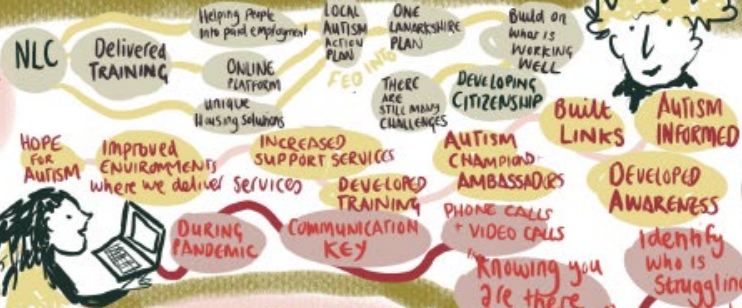 NLC
Delivered
TRAINING
Helping People
Into paid employment
ONLINE
PLATFORM
unique
Housing solutions
LOCAL
AUTISM
ACTION
PLAN
FED INTO
ONE
LANARKSHIRE
PLAN
THERE
ARE
STILL MANY
CHALLENGES
Build on
what is
WORKING
WELL
DEVELOPING
CITIZENSHIP
HOPE
FOR
AUTISM
Improved
ENVIRONMENTS
where we deliver services
INCREASED
SUPPORT SERVICES
DEVELOPED
TRAINING
AUTISM
CHAMPIONS
AMBASSADORS
Built
LINKS
AUTISM
INFORMED
DEVELOPED
AWARENESS
DURING
PANDEMIC
COMMUNICATION
KEY
PHONE CALLS
+ VIDEO CALLS
Knowing you
are there
Identify
who is
Struggling